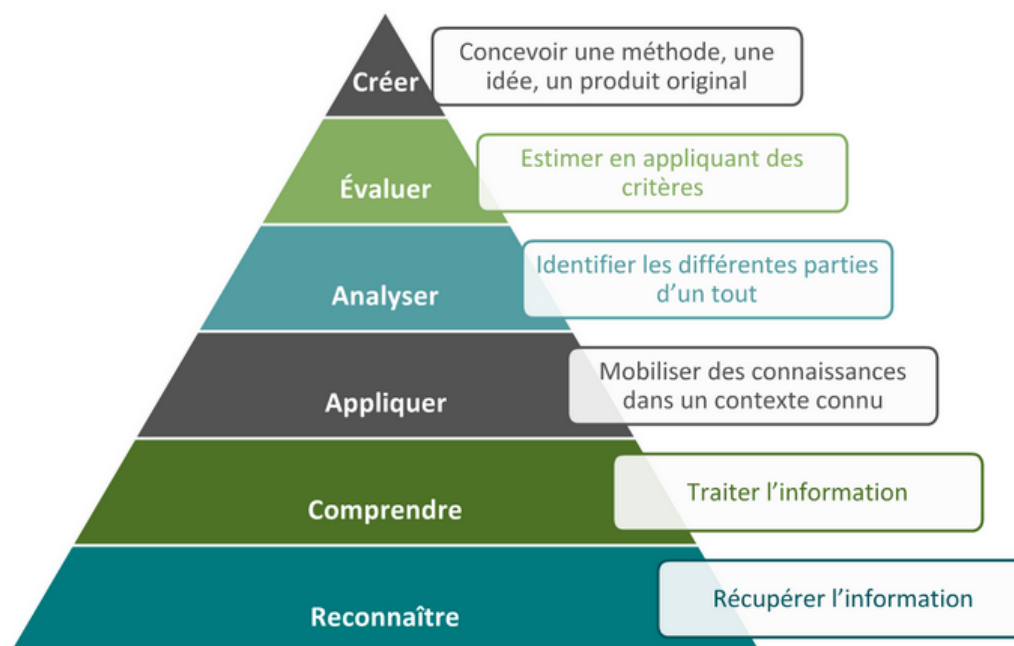 Créer
Concevoir une méthode, une
idée, un produit original
Évaluer
Estimer en appliquant des
critères
Analyser
Identifier les différentes parties
d’un tout
Appliquer
Mobiliser des connaissances
dans un contexte connu
Comprendre
Traiter l’information
Reconnaître
Récupérer l’information